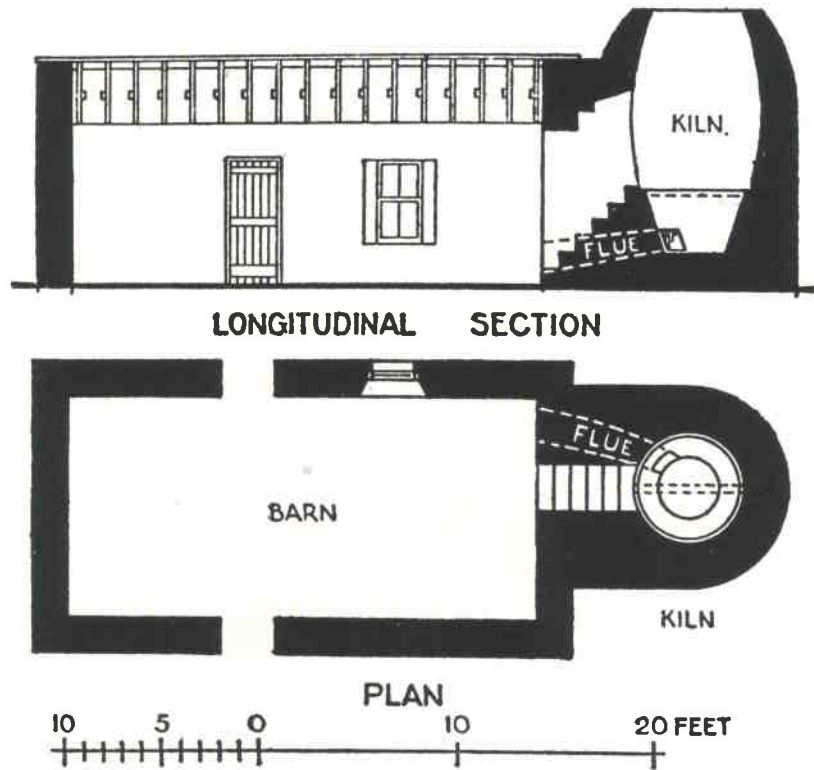 KILN.
FLUE
LONGITUDINAL SECTION
FLUE
BARN
KILN
PLAN
10 5 0 10 20 FEET